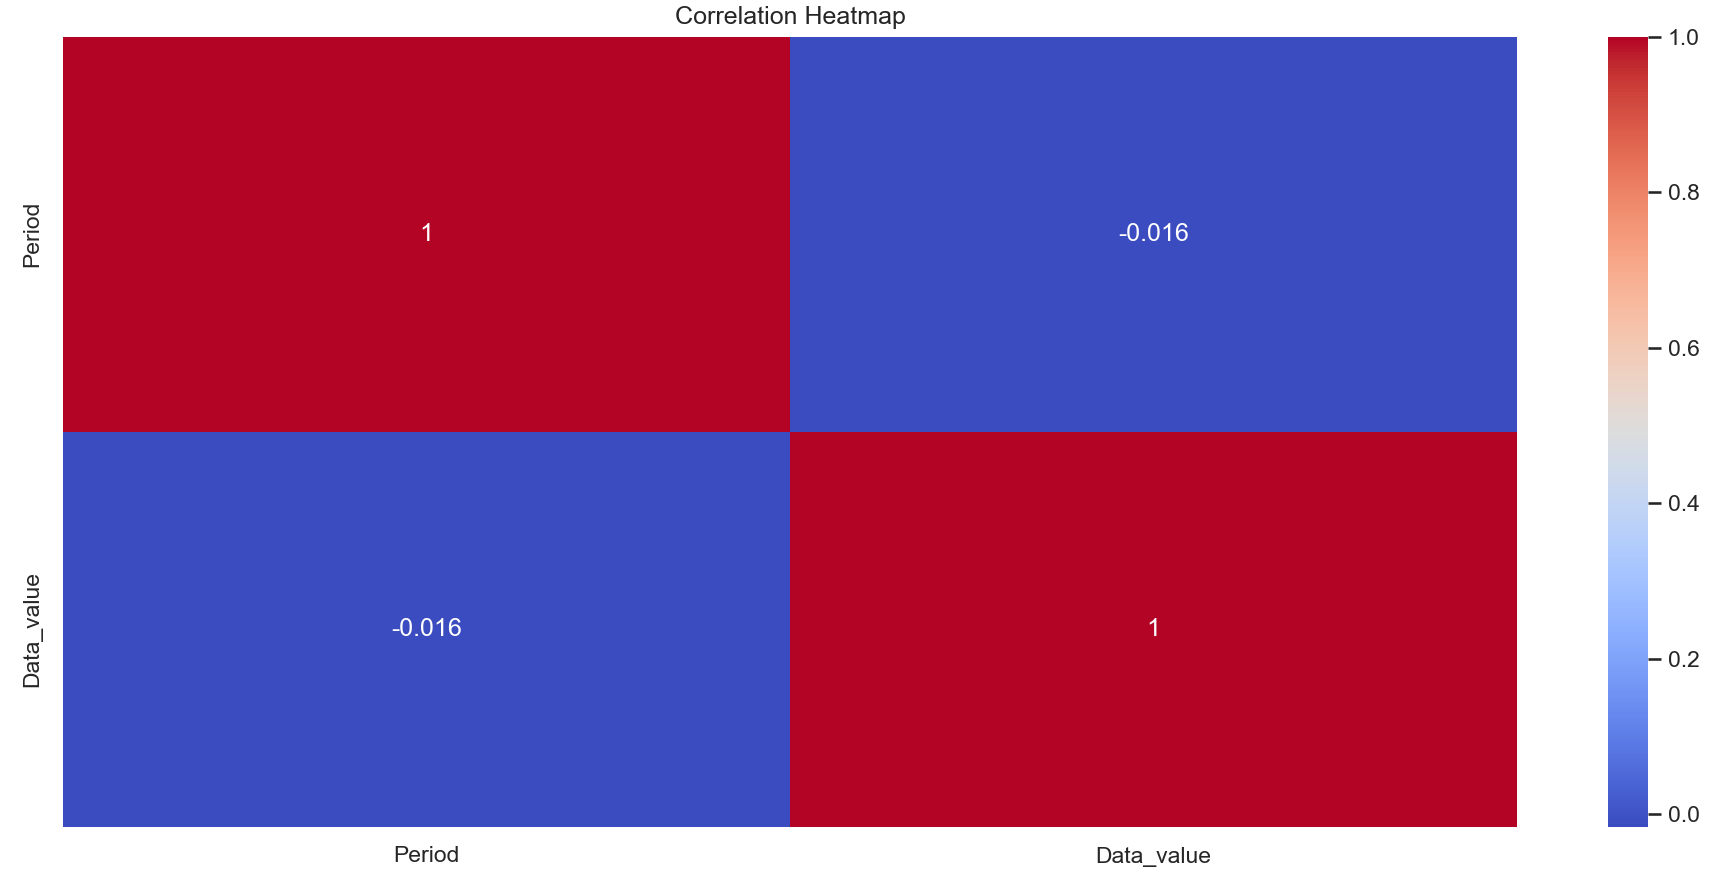 Correlation Heatmap
Period
1
-0.016
Data_value
-0.016
1
Period
Data_value
1.0
0.8
0.6
0.4
0.2
0.0